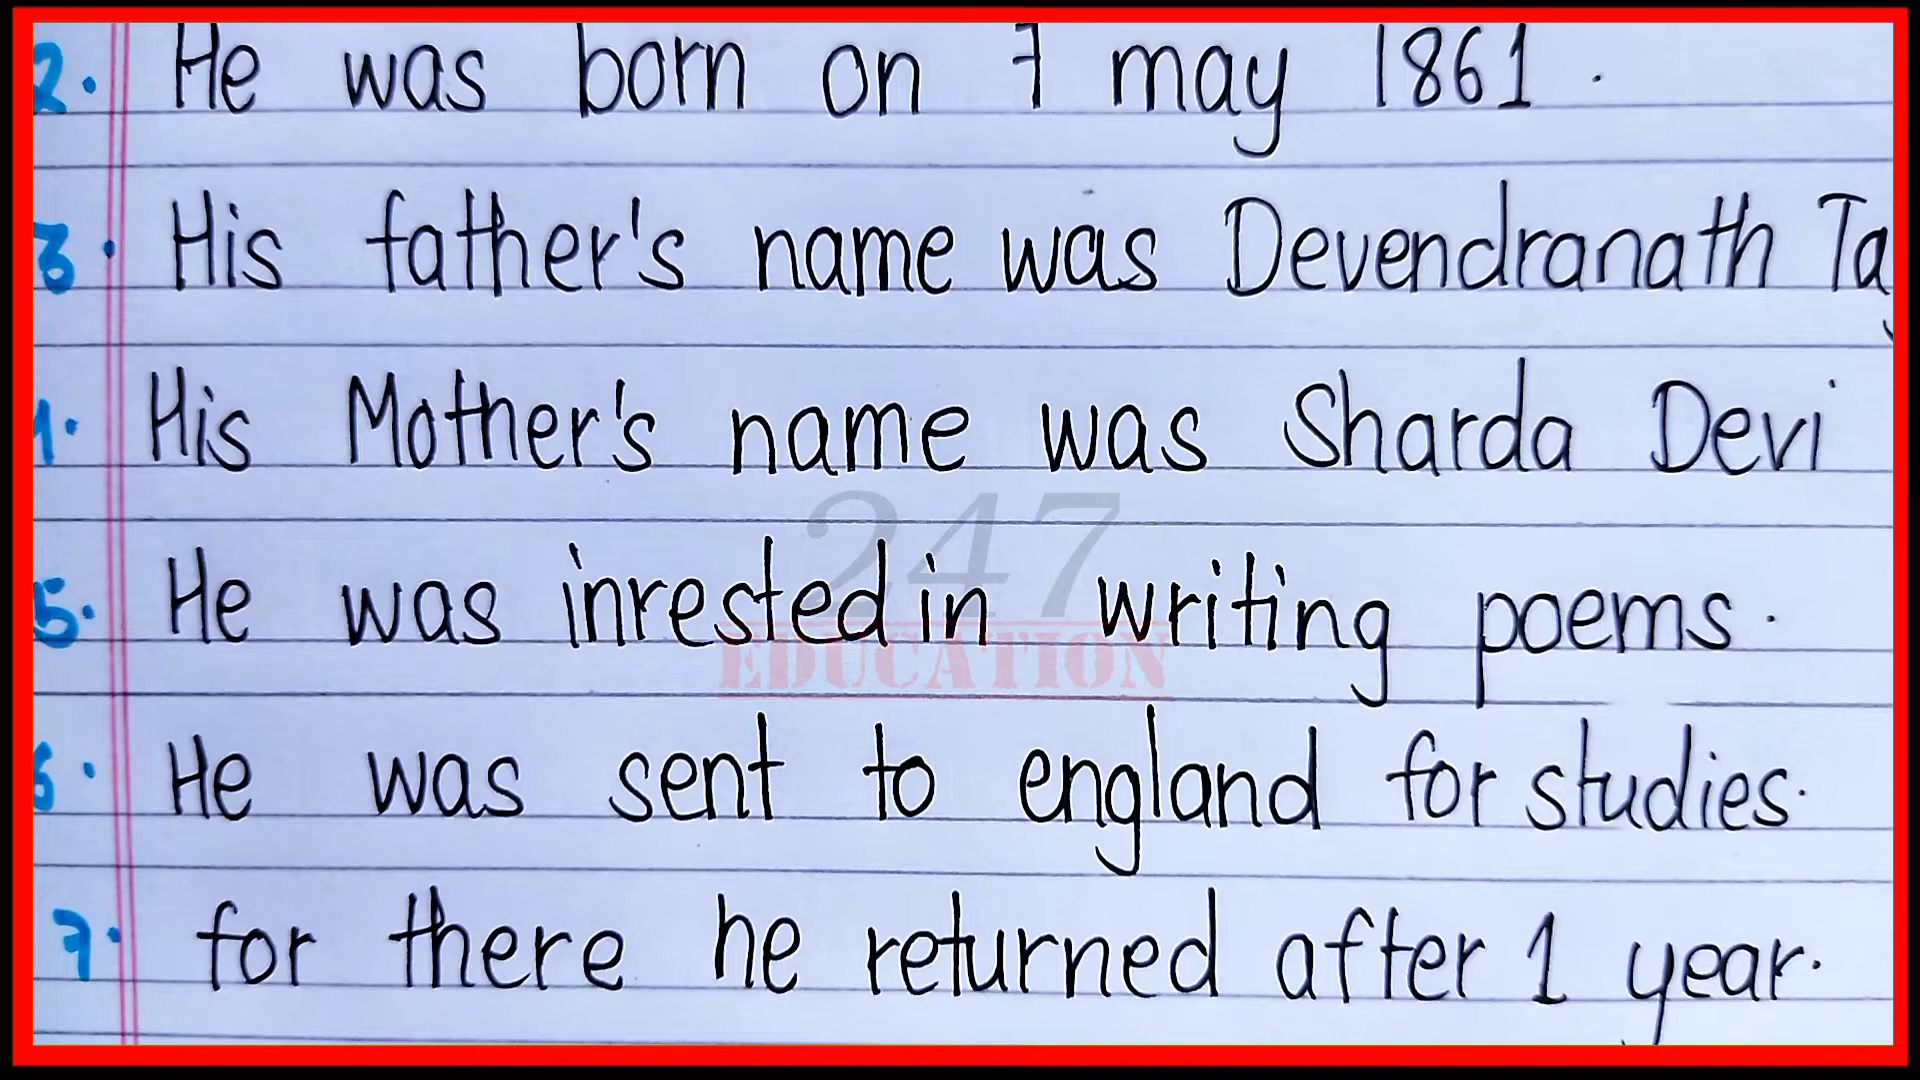 2. He was born on 7 may 1861.
3. His father's name was Devendranath
His Mother's name was Sharda Devi
247
5. He was inrested in writing poems.
EDUCATION
6. He was sent to england for studies.
7. for there he returned after 1 year.